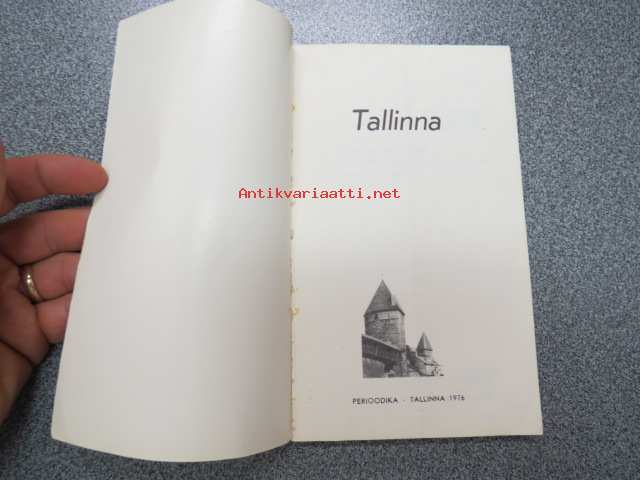 Tallinna
Antikvariaatti.net
PERIOODIKA · TALLINNA 1976